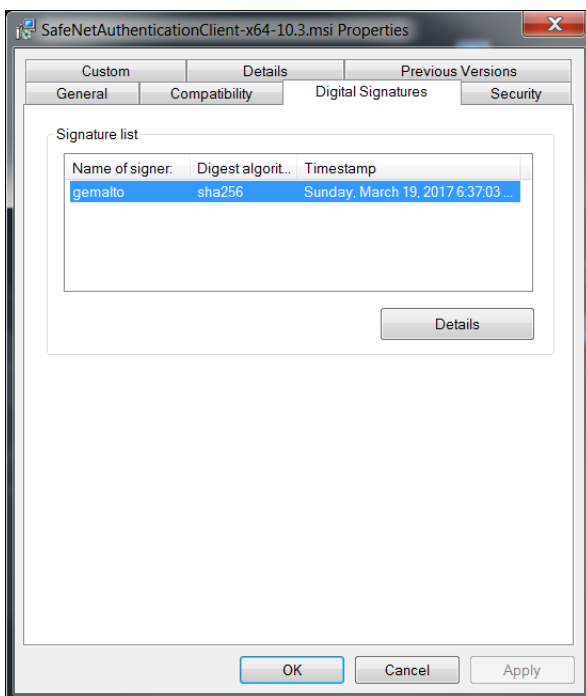 SafeNetAuthenticationClient-x64-10.3.msi Properties
Custom Details Previous Versions
General Compatibility Digital Signatures Security
Signature list
Name of signer: Digest algorit... Timestamp
gemalto sha256 Sunday, March 19, 2017 6:37:03 ...
Details
OK Cancel Apply